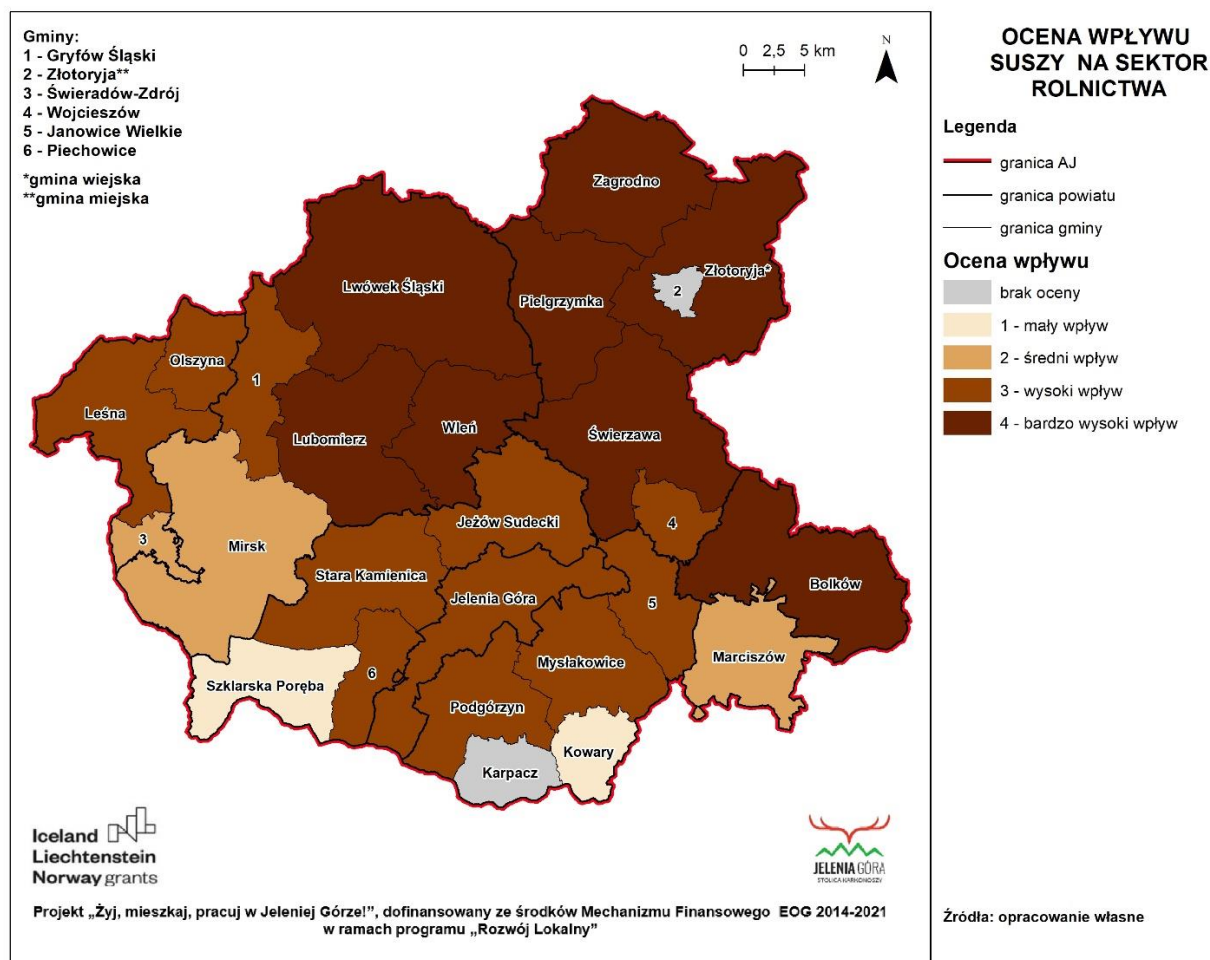 Gminy:
1 - Gryfów Śląski
2 - Złotoryja**
3 - Świeradów-Zdrój
4 - Wojcieszów
5 - Janowice Wielkie
6 - Piechowice
*gmina wiejska
**gmina miejska
0 2,5 5 km
N
Zagrodno
Złotoryja*
2
Lwówek Śląski
Pielgrzymka
Olszyna
1
Leśna
Lubomierz
Wleń
Świerzawa
3
Mirsk
Jeżów Sudecki
4
Stara Kamienica
Jelenia Góra
5
Bolków
Marciszów
Mysłakowice
Szklarska Poręba
6
Podgórzyn
Kowary
Karpacz
Iceland
Liechtenstein
Norway grants
JELENIA GÓRA
STOLICA KARKONOSZY
Projekt „Żyj, mieszkaj, pracuj w Jeleniej Górze!”, dofinansowany ze środków Mechanizmu Finansowego EOG 2014-2021
w ramach programu „Rozwój Lokalny”
OCENA WPŁYWU
SUSZY NA SEKTOR
ROLNICTWA
Legenda
granica AJ
granica powiatu
granica gminy
Ocena wpływu
brak oceny
1 - mały wpływ
2 - średni wpływ
3 - wysoki wpływ
4 - bardzo wysoki wpływ
Źródła: opracowanie własne